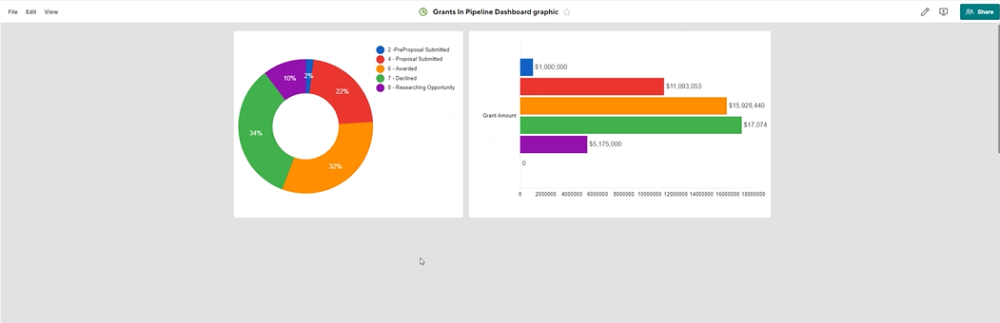 File Edit View
Grants In Pipeline Dashboard graphic
Share
2 -PreProposal Submitted
4 - Proposal Submitted
6 - Awarded
7 - Declined
8 - Researching Opportunity
2%
10%
22%
34%
32%
$1,000,000
$11,093,053
$15,928,440
Grant Amount
$17,074
$5,175,000
0
0 2000000 4000000 6000000 8000000 10000000 12000000 14000000 16000000 18000000